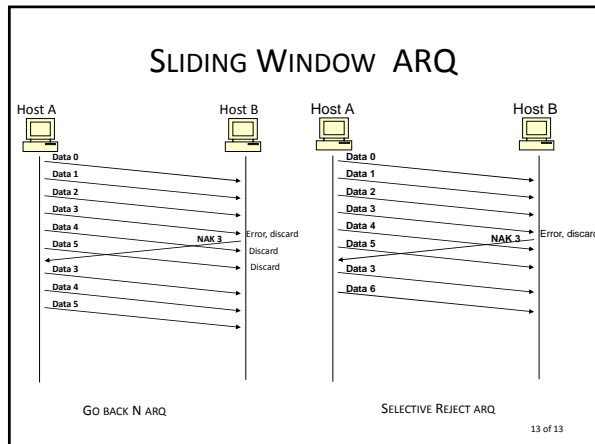 SLIDING WINDOW ARQ
Host A
Host B
Data 0
Data 1
Data 2
Data 3
Data 4
Data 5
NAK 3
Error, discard
Discard
Discard
Data 3
Data 4
Data 5
GO BACK N ARQ
Host A
Host B
Data 0
Data 1
Data 2
Data 3
Data 4
Data 5
NAK 3
Error, discard
Data 3
Data 6
SELECTIVE REJECT ARQ
13 of 13